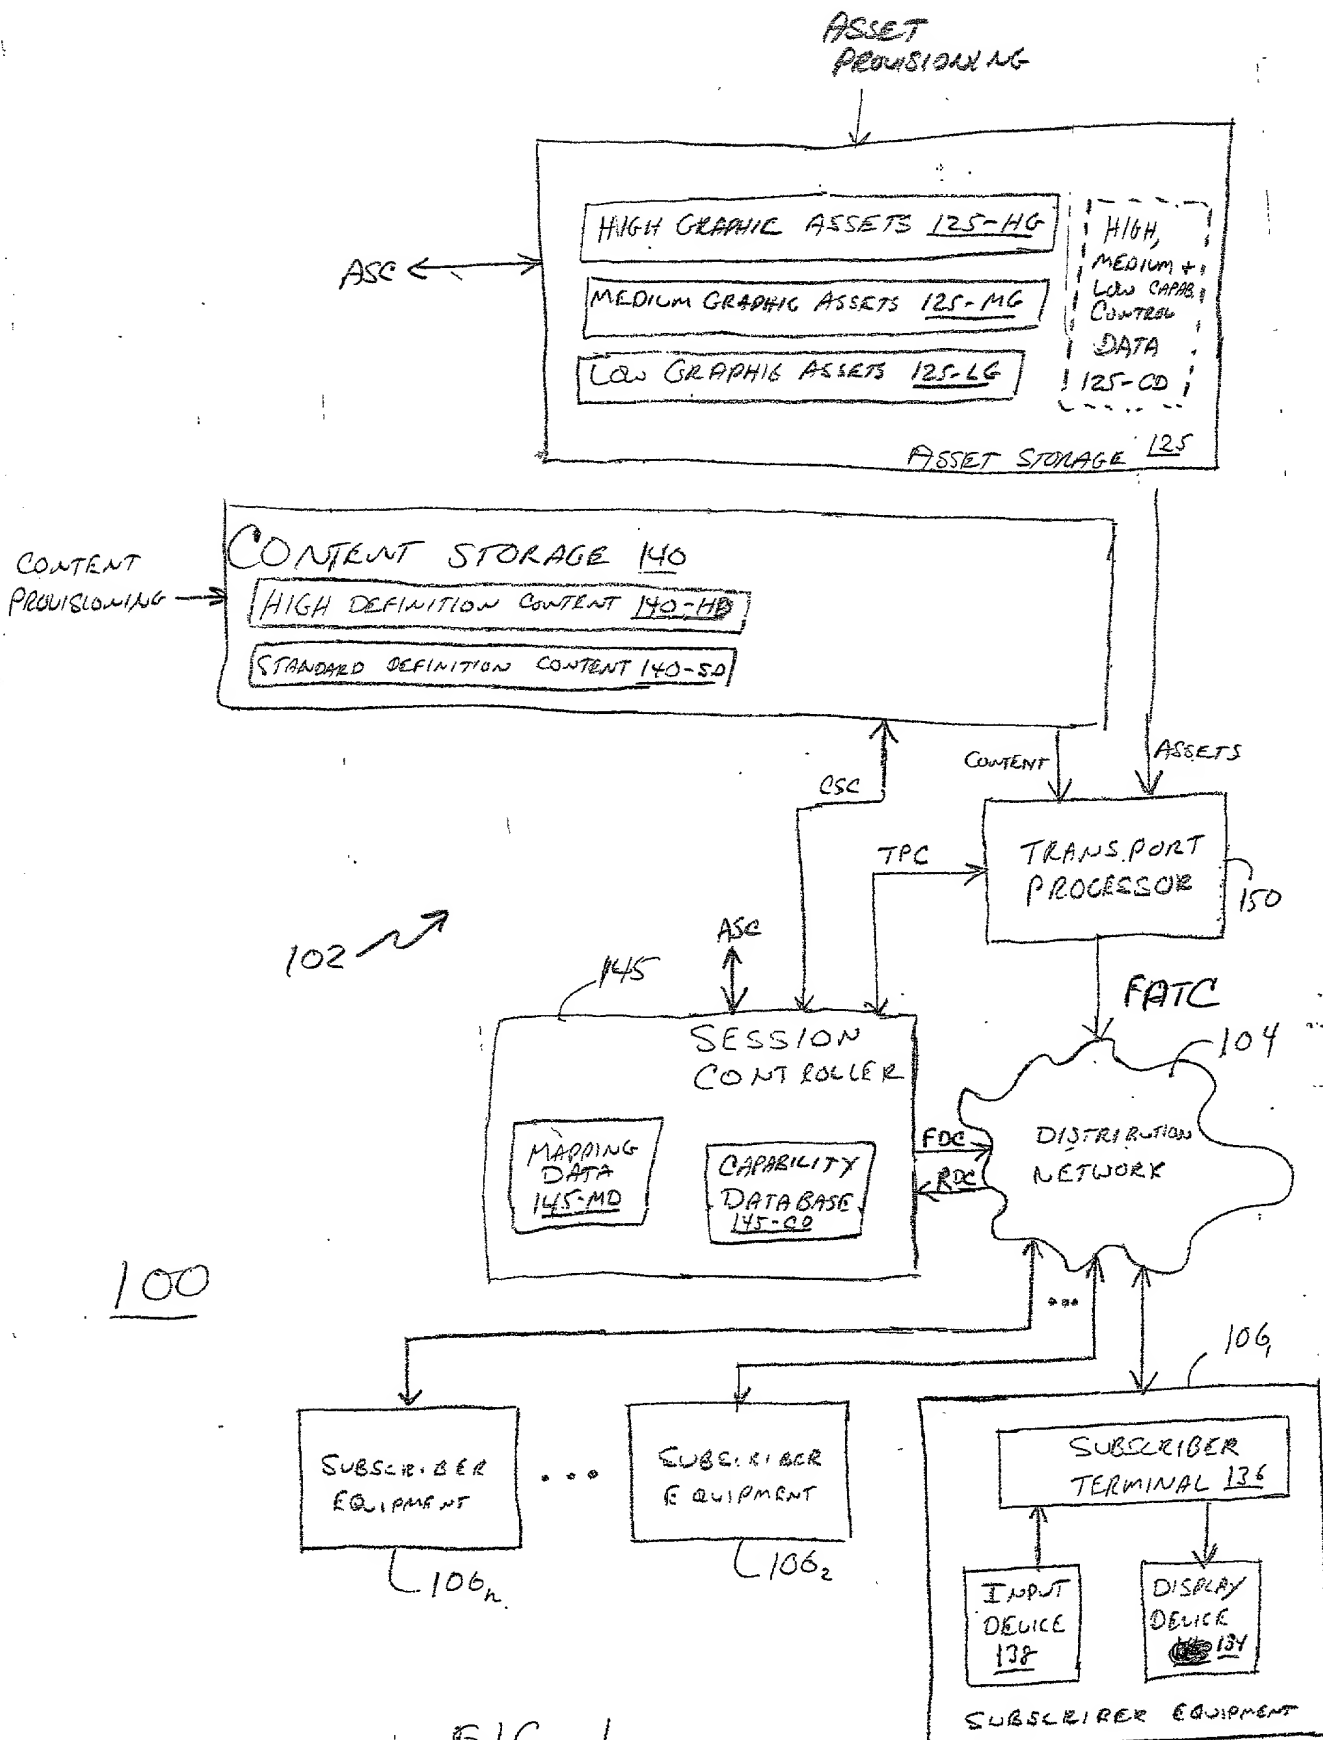 ASSET
PROVISIONING
HIGH GRAPHIC ASSETS 125-HG
HIGH,
MEDIUM +
LOW CAPAB.
CONTROL
DATA
125-CD
ASC
MEDIUM GRAPHIC ASSETS 125-MG
LOW GRAPHIC ASSETS 125-LG
ASSET STORAGE 125
CONTENT STORAGE 140
CONTENT
PROVISIONING
HIGH DEFINITION CONTENT 140-HD
STANDARD DEFINITION CONTENT 140-SD
CONTENT
ASSETS
CSC
TPC
TRANSPORT
PROCESSOR
150
102
ASC
145
FATC
104
SESSION
CONTROLLER
MAPPING
DATA
145-MD
CAPABILITY
DATABASE
145-CD
FDC
RDC
DISTRIBUTION
NETWORK
100
...
106₁
SUBSCRIBER
EQUIPMENT
...
SUBSCRIBER
EQUIPMENT
SUBSCRIBER
TERMINAL 136
106n
106₂
INPUT
DEVICE
138
DISPLAY
DEVICE
134
SUBSCRIBER EQUIPMENT
FIG. 1